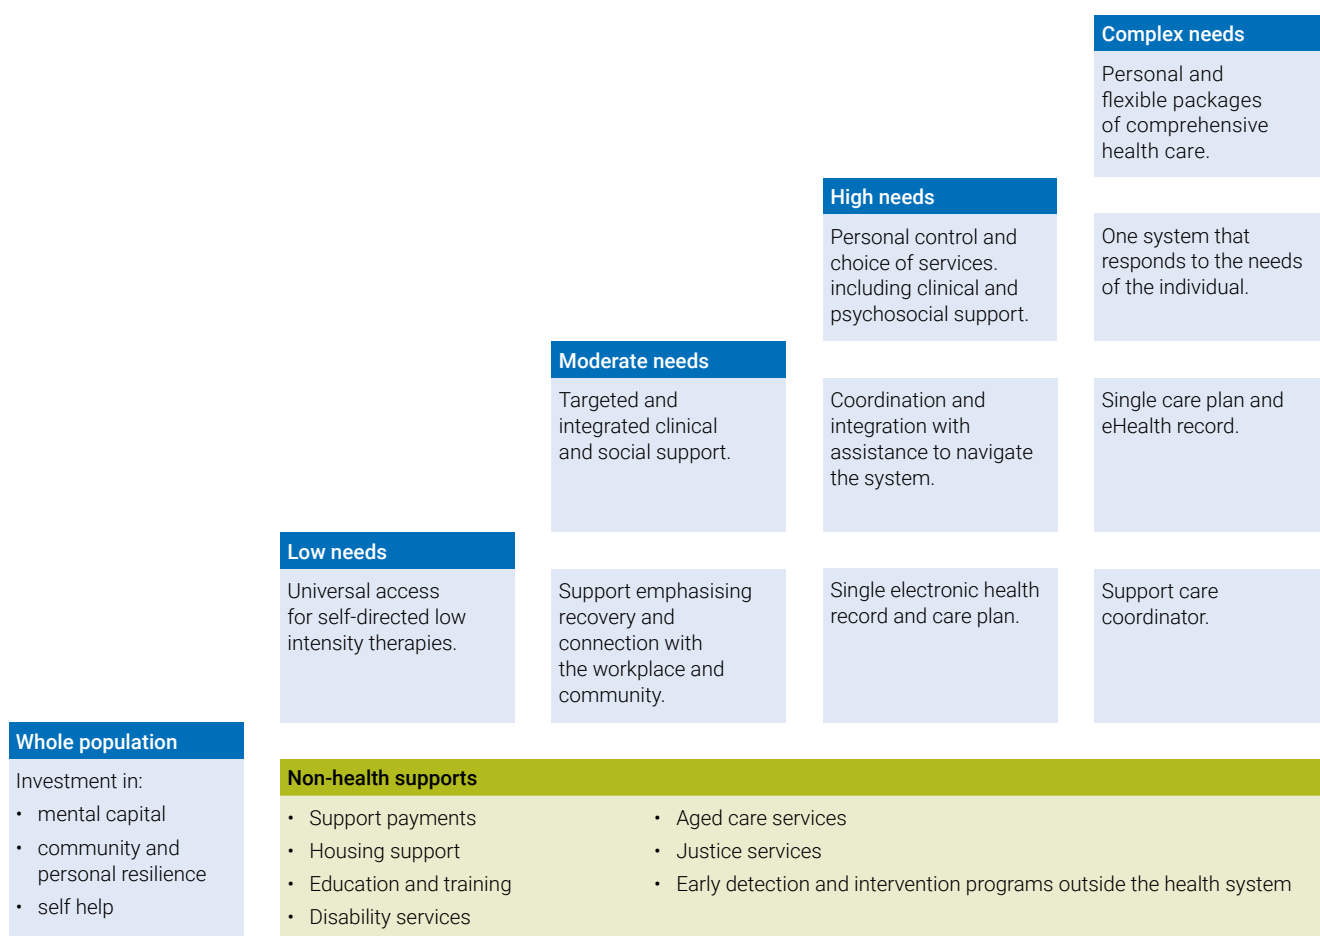 Complex needs
Personal and
flexible packages
of comprehensive
health care.
One system that
responds to the needs
of the individual.
Single care plan and
eHealth record.
Support care
coordinator.
High needs
Personal control and
choice of services.
including clinical and
psychosocial support.
Coordination and
integration with
assistance to navigate
the system.
Single electronic health
record and care plan.
Moderate needs
Targeted and
integrated clinical
and social support.
Support emphasising
recovery and
connection with
the workplace and
community.
Low needs
Universal access
for self-directed low
intensity therapies.
Whole population
Investment in:
• mental capital
• community and
personal resilience
• self help
Non-health supports
• Support payments
• Housing support
• Education and training
• Disability services
• Aged care services
• Justice services
• Early detection and intervention programs outside the health system